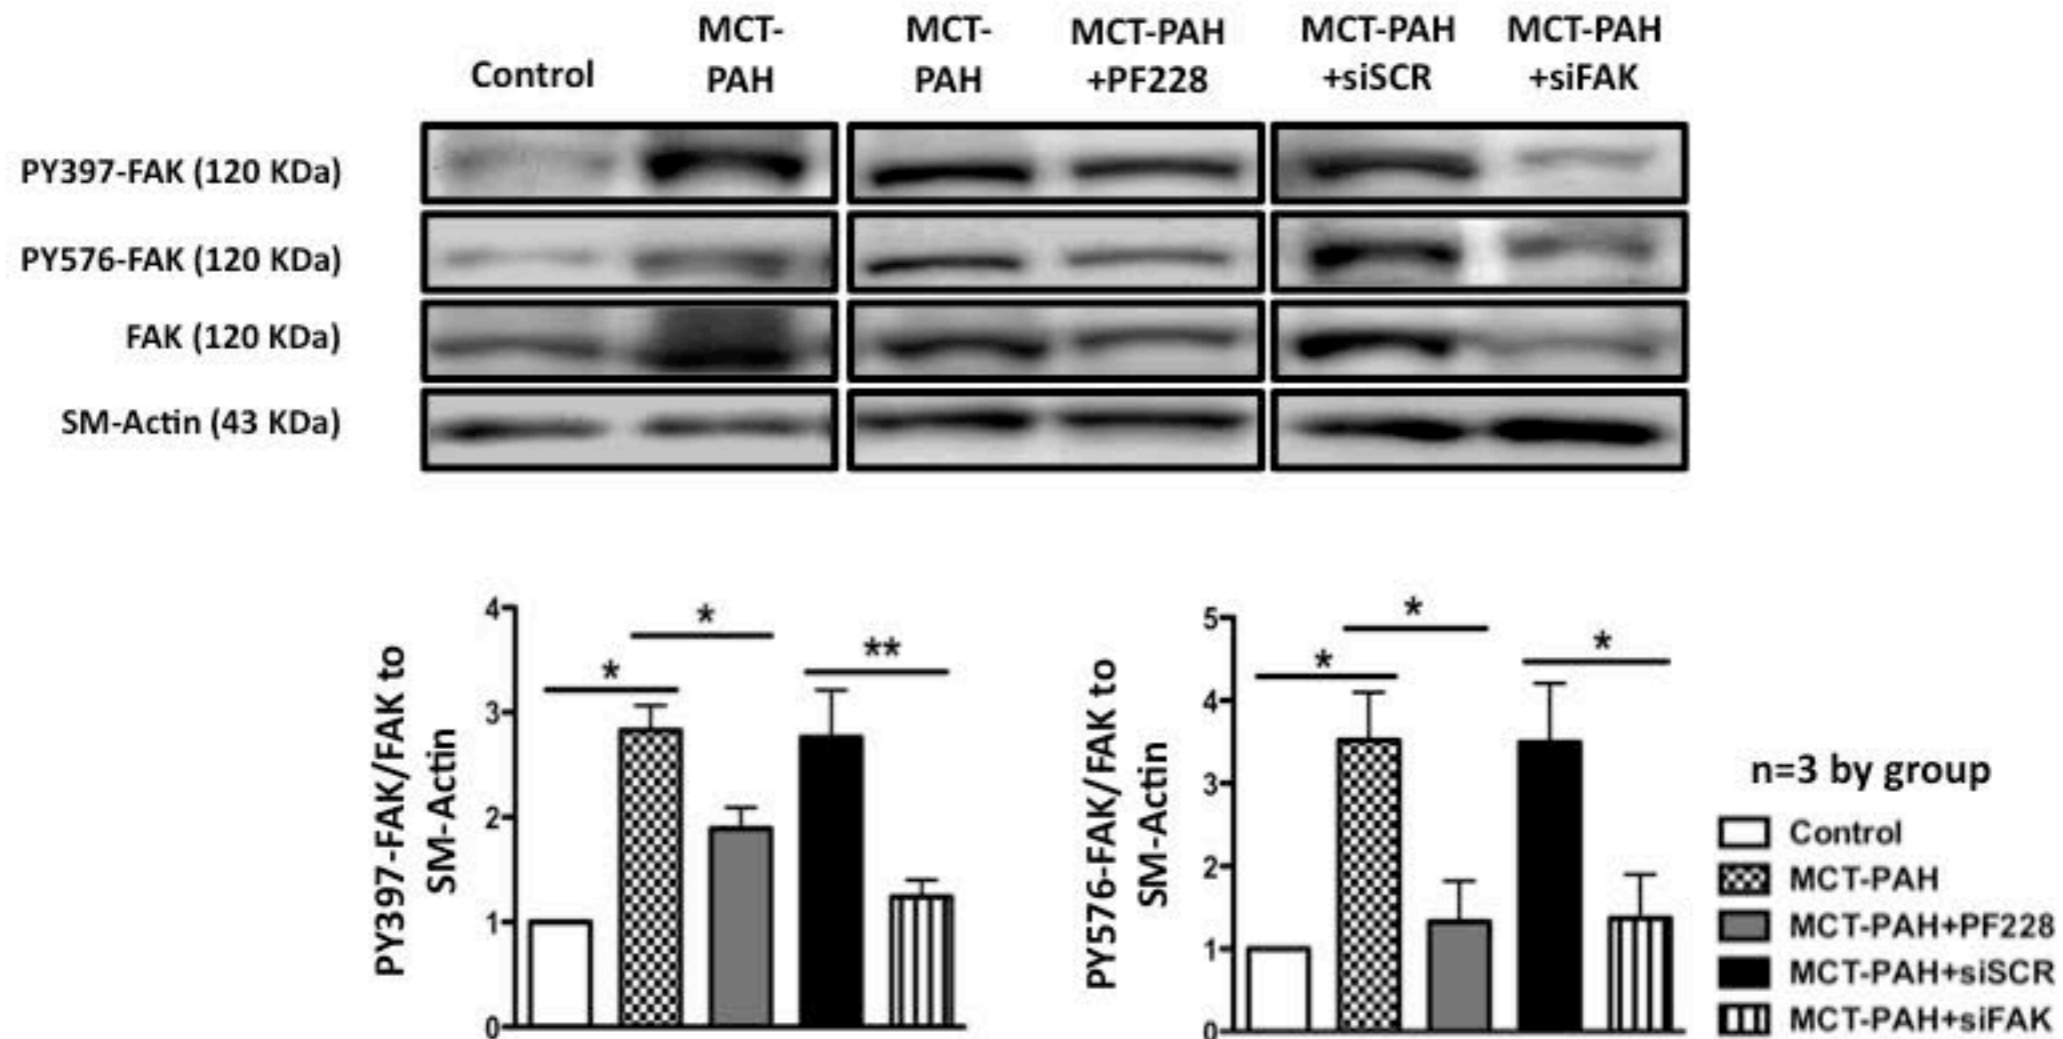 MCT-
PAH
MCT-
PAH
MCT-PAH
+PF228
MCT-PAH
+siSCR
MCT-PAH
+siFAK
Control
PY397-FAK (120 KDa)
PY576-FAK (120 KDa)
FAK (120 KDa)
SM-Actin (43 KDa)
PY397-FAK/FAK to
SM-Actin
4
3
2
1
0
*
*
**
PY576-FAK/FAK to
SM-Actin
5
4
3
2
1
0
*
*
*
n=3 by group
Control
MCT-PAH
MCT-PAH+PF228
MCT-PAH+siSCR
MCT-PAH+siFAK